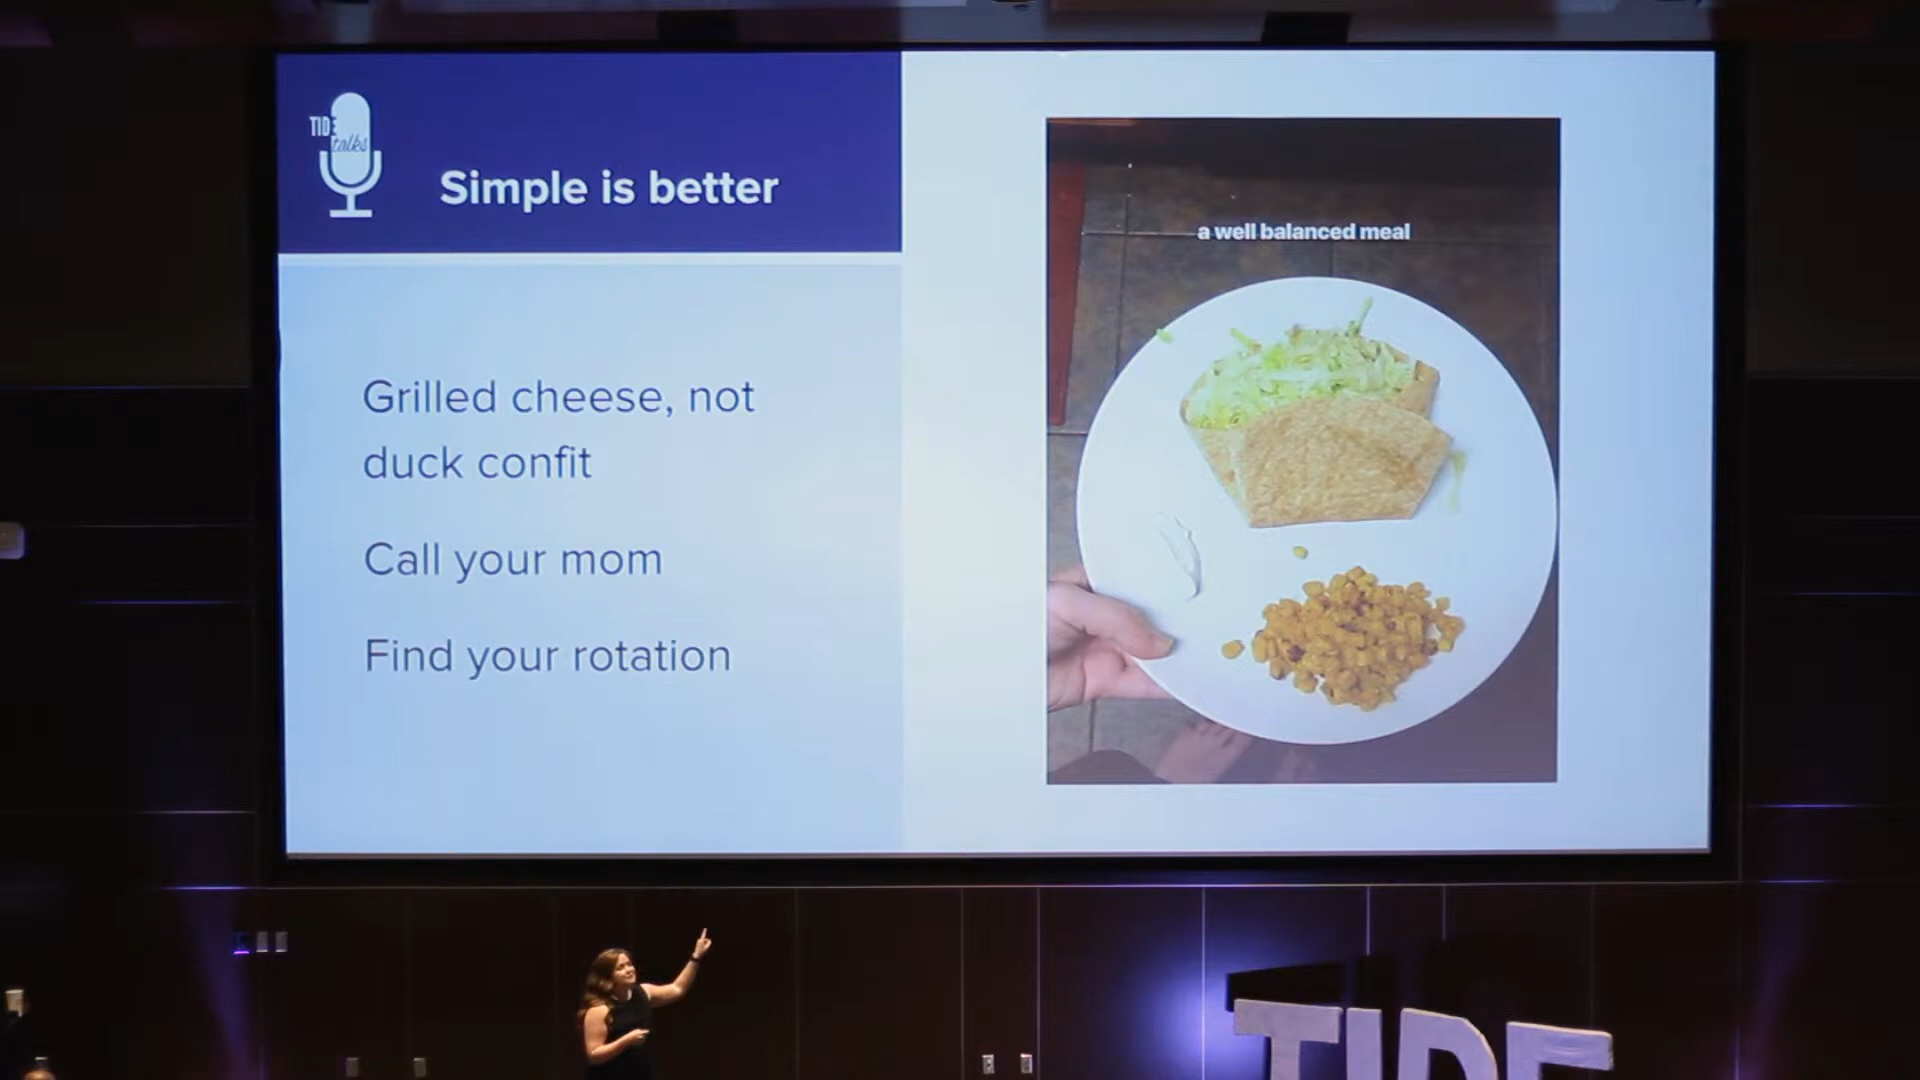 TIDE
talks
Simple is better
Grilled cheese, not
duck confit
Call your mom
Find your rotation
a well balanced meal
TIDE